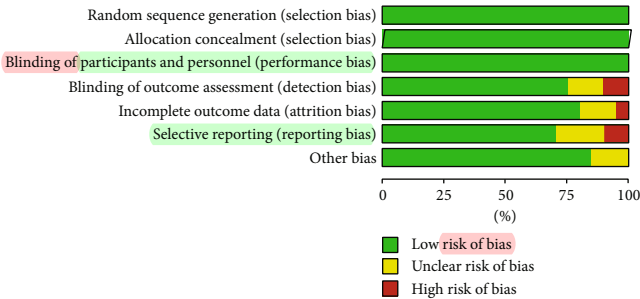 Random sequence generation (selection bias)
Allocation concealment (selection bias)
Blinding of participants and personnel (performance bias)
Blinding of outcome assessment (detection bias)
Incomplete outcome data (attrition bias)
Selective reporting (reporting bias)
Other bias
0 25 50 75 100
(%)
Low risk of bias
Unclear risk of bias
High risk of bias